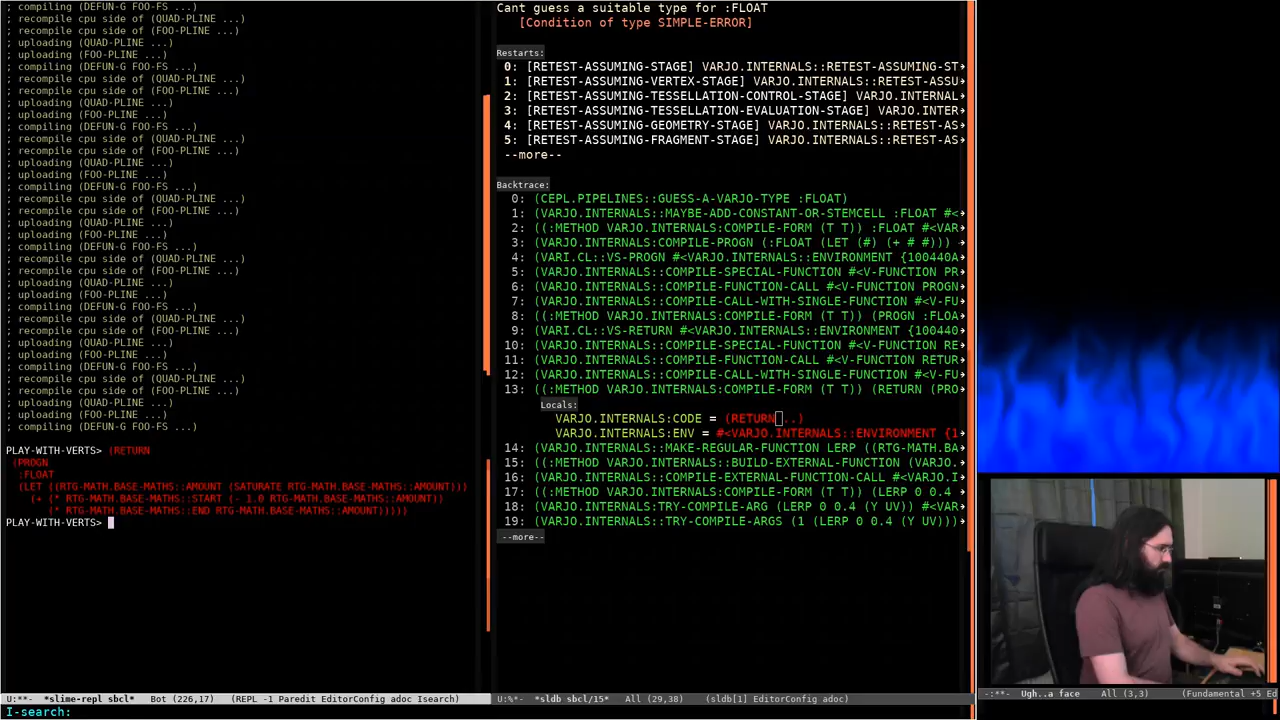 ; compiling (DEFUN-G FOO-FS ...)
; recompile cpu side of (QUAD-PLINE ...)
; recompile cpu side of (FOO-PLINE ...)
; uploading (QUAD-PLINE ...)
; uploading (FOO-PLINE ...)
; compiling (DEFUN-G FOO-FS ...)
; recompile cpu side of (QUAD-PLINE ...)
; recompile cpu side of (FOO-PLINE ...)
; uploading (QUAD-PLINE ...)
; uploading (FOO-PLINE ...)
; compiling (DEFUN-G FOO-FS ...)
; recompile cpu side of (QUAD-PLINE ...)
; recompile cpu side of (FOO-PLINE ...)
; uploading (QUAD-PLINE ...)
; uploading (FOO-PLINE ...)
; compiling (DEFUN-G FOO-FS ...)
; recompile cpu side of (QUAD-PLINE ...)
; recompile cpu side of (FOO-PLINE ...)
; uploading (QUAD-PLINE ...)
; uploading (FOO-PLINE ...)
; compiling (DEFUN-G FOO-FS ...)
; recompile cpu side of (QUAD-PLINE ...)
; recompile cpu side of (FOO-PLINE ...)
; uploading (QUAD-PLINE ...)
; uploading (FOO-PLINE ...)
; compiling (DEFUN-G FOO-FS ...)
; recompile cpu side of (QUAD-PLINE ...)
; recompile cpu side of (FOO-PLINE ...)
; uploading (QUAD-PLINE ...)
; uploading (FOO-PLINE ...)
; compiling (DEFUN-G FOO-FS ...)
; recompile cpu side of (QUAD-PLINE ...)
; recompile cpu side of (FOO-PLINE ...)
; uploading (QUAD-PLINE ...)
; uploading (FOO-PLINE ...)
; compiling (DEFUN-G FOO-FS ...)
PLAY-WITH-VERTS> (RETURN
(PROGN
:FLOAT
(LET ((RTG-MATH.BASE-MATHS::AMOUNT (SATURATE RTG-MATH.BASE-MATHS::AMOUNT)))
(+ (* RTG-MATH.BASE-MATHS::START (- 1.0 RTG-MATH.BASE-MATHS::AMOUNT))
(* RTG-MATH.BASE-MATHS::END RTG-MATH.BASE-MATHS::AMOUNT)))))
PLAY-WITH-VERTS>
U:**- *slime-repl sbcl* Bot (226,17) (REPL -1 Paredit EditorConfig adoc Isearch)
I-search:
Cant guess a suitable type for :FLOAT
[Condition of type SIMPLE-ERROR]
Restarts:
0: [RETEST-ASSUMING-STAGE] VARJO.INTERNALS::RETEST-ASSUMING-ST
1: [RETEST-ASSUMING-VERTEX-STAGE] VARJO.INTERNALS::RETEST-ASSU
2: [RETEST-ASSUMING-TESSELLATION-CONTROL-STAGE] VARJO.INTERNAL
3: [RETEST-ASSUMING-TESSELLATION-EVALUATION-STAGE] VARJO.INTER
4: [RETEST-ASSUMING-GEOMETRY-STAGE] VARJO.INTERNALS::RETEST-AS
5: [RETEST-ASSUMING-FRAGMENT-STAGE] VARJO.INTERNALS::RETEST-AS
--more--
Backtrace:
0: (CEPL.PIPELINES::GUESS-A-VARJO-TYPE :FLOAT)
1: (VARJO.INTERNALS::MAYBE-ADD-CONSTANT-OR-STEMCELL :FLOAT #<
2: ((:METHOD VARJO.INTERNALS:COMPILE-FORM (T T)) :FLOAT #<VAR
3: (VARJO.INTERNALS:COMPILE-PROGN (:FLOAT (LET (#) (+ # #)))
4: (VARI.CL::VS-PROGN #<VARJO.INTERNALS::ENVIRONMENT {100440A
5: (VARJO.INTERNALS::COMPILE-SPECIAL-FUNCTION #<V-FUNCTION PR
6: (VARJO.INTERNALS::COMPILE-FUNCTION-CALL #<V-FUNCTION PROGN
7: (VARJO.INTERNALS::COMPILE-CALL-WITH-SINGLE-FUNCTION #<V-FU
8: ((:METHOD VARJO.INTERNALS:COMPILE-FORM (T T)) (PROGN :FLOA
9: (VARI.CL::VS-RETURN #<VARJO.INTERNALS::ENVIRONMENT {100440
10: (VARJO.INTERNALS::COMPILE-SPECIAL-FUNCTION #<V-FUNCTION RE
11: (VARJO.INTERNALS::COMPILE-FUNCTION-CALL #<V-FUNCTION RETUR
12: (VARJO.INTERNALS::COMPILE-CALL-WITH-SINGLE-FUNCTION #<V-FU
13: ((:METHOD VARJO.INTERNALS:COMPILE-FORM (T T)) (RETURN (PRO
Locals:
VARJO.INTERNALS:CODE = (RETURN ..)
VARJO.INTERNALS:ENV = #<VARJO.INTERNALS::ENVIRONMENT {1
14: (VARJO.INTERNALS::MAKE-REGULAR-FUNCTION LERP ((RTG-MATH.BA
15: ((:METHOD VARJO.INTERNALS::BUILD-EXTERNAL-FUNCTION (VARJO.
16: (VARJO.INTERNALS::COMPILE-EXTERNAL-FUNCTION-CALL #<VARJO.I
17: ((:METHOD VARJO.INTERNALS:COMPILE-FORM (T T)) (LERP 0 0.4
18: (VARJO.INTERNALS:TRY-COMPILE-ARG (LERP 0 0.4 (Y UV)) #<VAR
19: (VARJO.INTERNALS::TRY-COMPILE-ARGS (1 (LERP 0 0.4 (Y UV)))
--more--
U:%*- *sldb sbcl/15* All (29,38) (sldb[1] EditorConfig adoc)
-:**- Ugh..a face All (3,3) (Fundamental +5 Ed